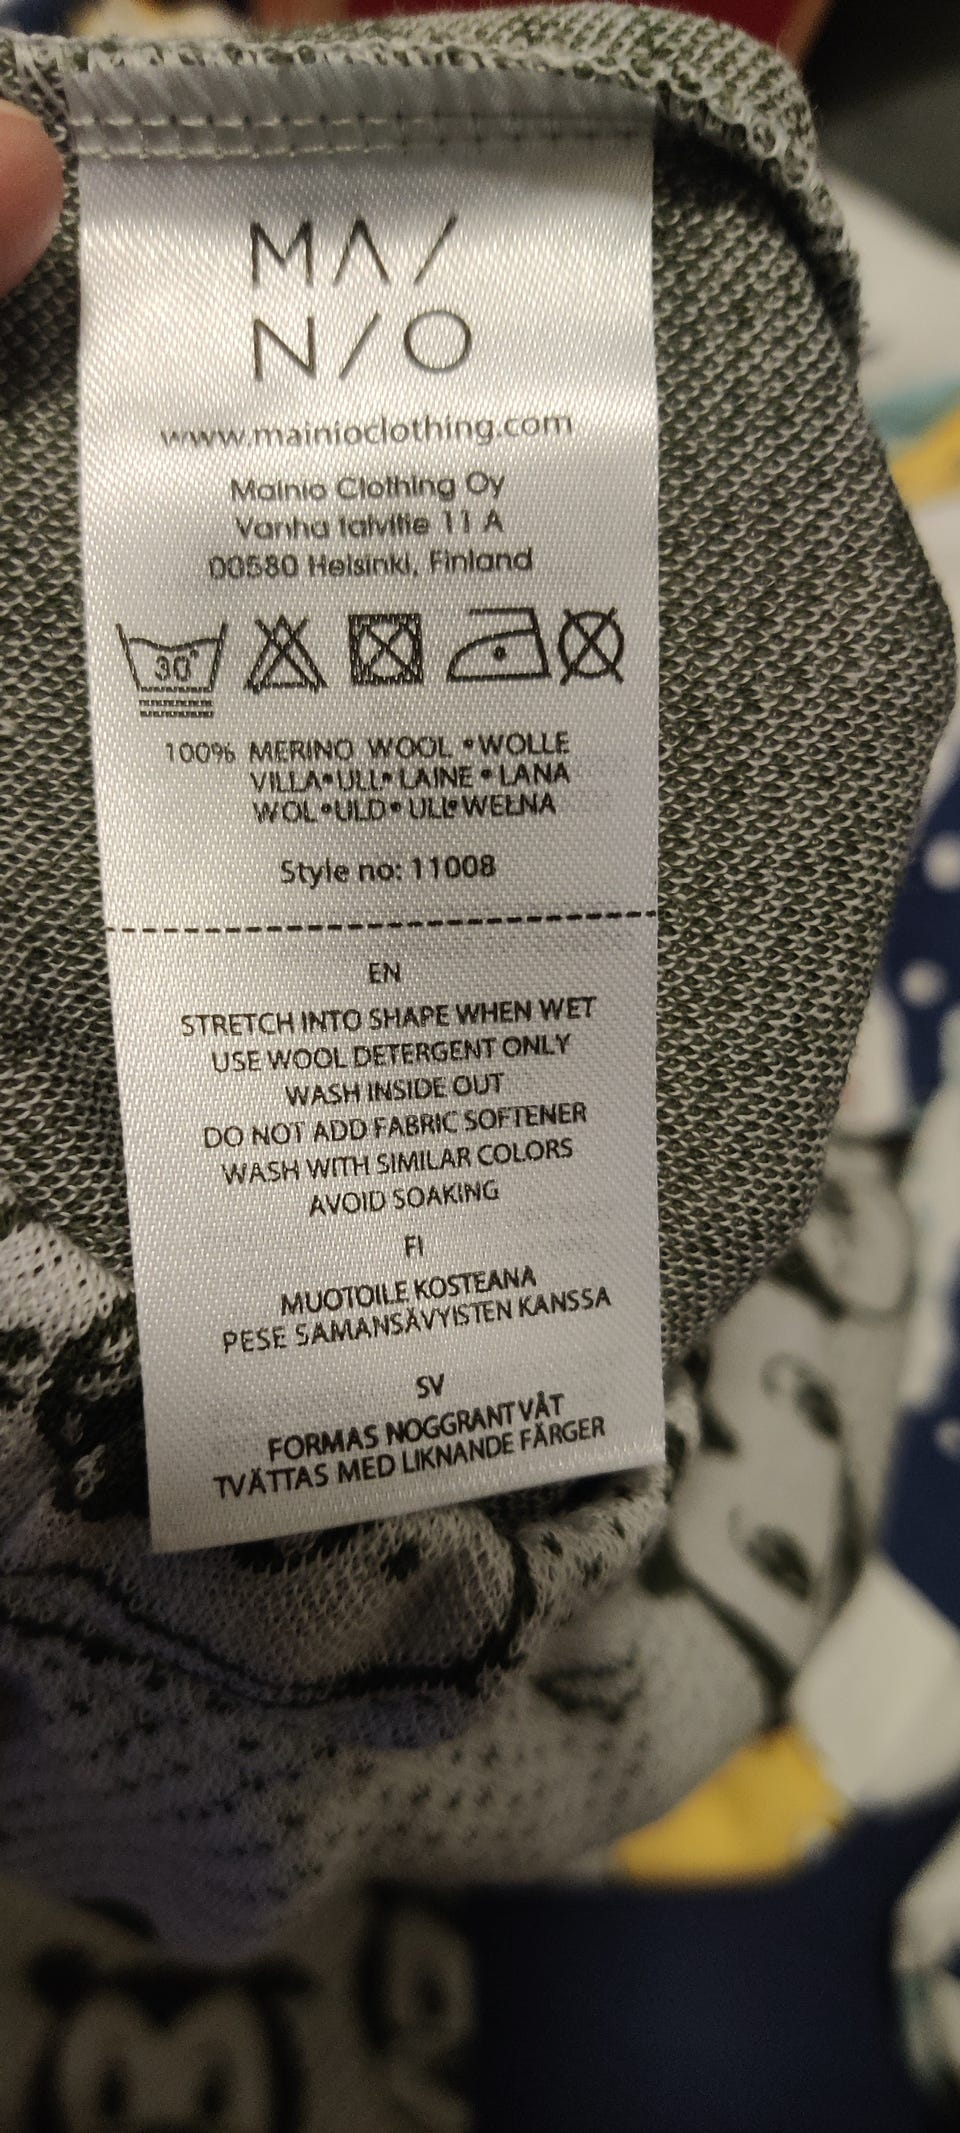 MA/
N/O
www.mainioclothing.com
Mainio Clothing Oy
Vanha talvitie 11 A
00580 Helsinki, Finland
30°
100% MERINO WOOL •WOLLE
VILLA•ULL• LAINE • LANA
WOL•ULD• ULL•WEŁNA
Style no: 11008
EN
STRETCH INTO SHAPE WHEN WET
USE WOOL DETERGENT ONLY
WASH INSIDE OUT
DO NOT ADD FABRIC SOFTENER
WASH WITH SIMILAR COLORS
AVOID SOAKING
FI
MUOTOILE KOSTEANA
PESE SAMANSÄVYISTEN KANSSA
SV
FORMAS NOGGRANT VÅT
TVÄTTAS MED LIKNANDE FÄRGER